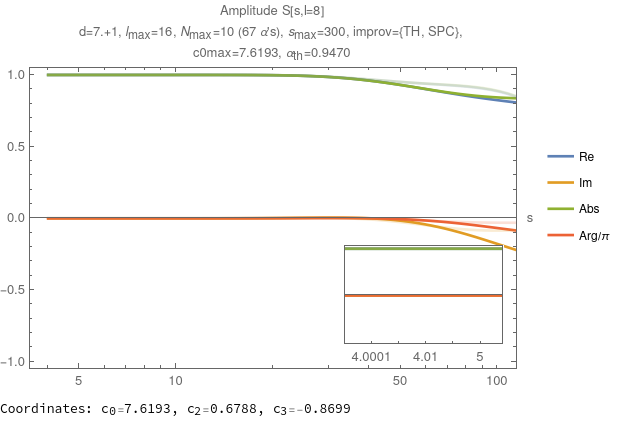 Amplitude S[s,l=8]
d=7.+1, lmax=16, Nmax=10 (67 α's), smax=300, improv={TH, SPC},
c0max=7.6193, αth=0.9470
1.0
0.5
0.0
-0.5
-1.0
s
4.0001 4.01 5
5 10 50 100
Re
Im
Abs
Arg/π
Coordinates: c0=7.6193, c2=0.6788, c3=-0.8699